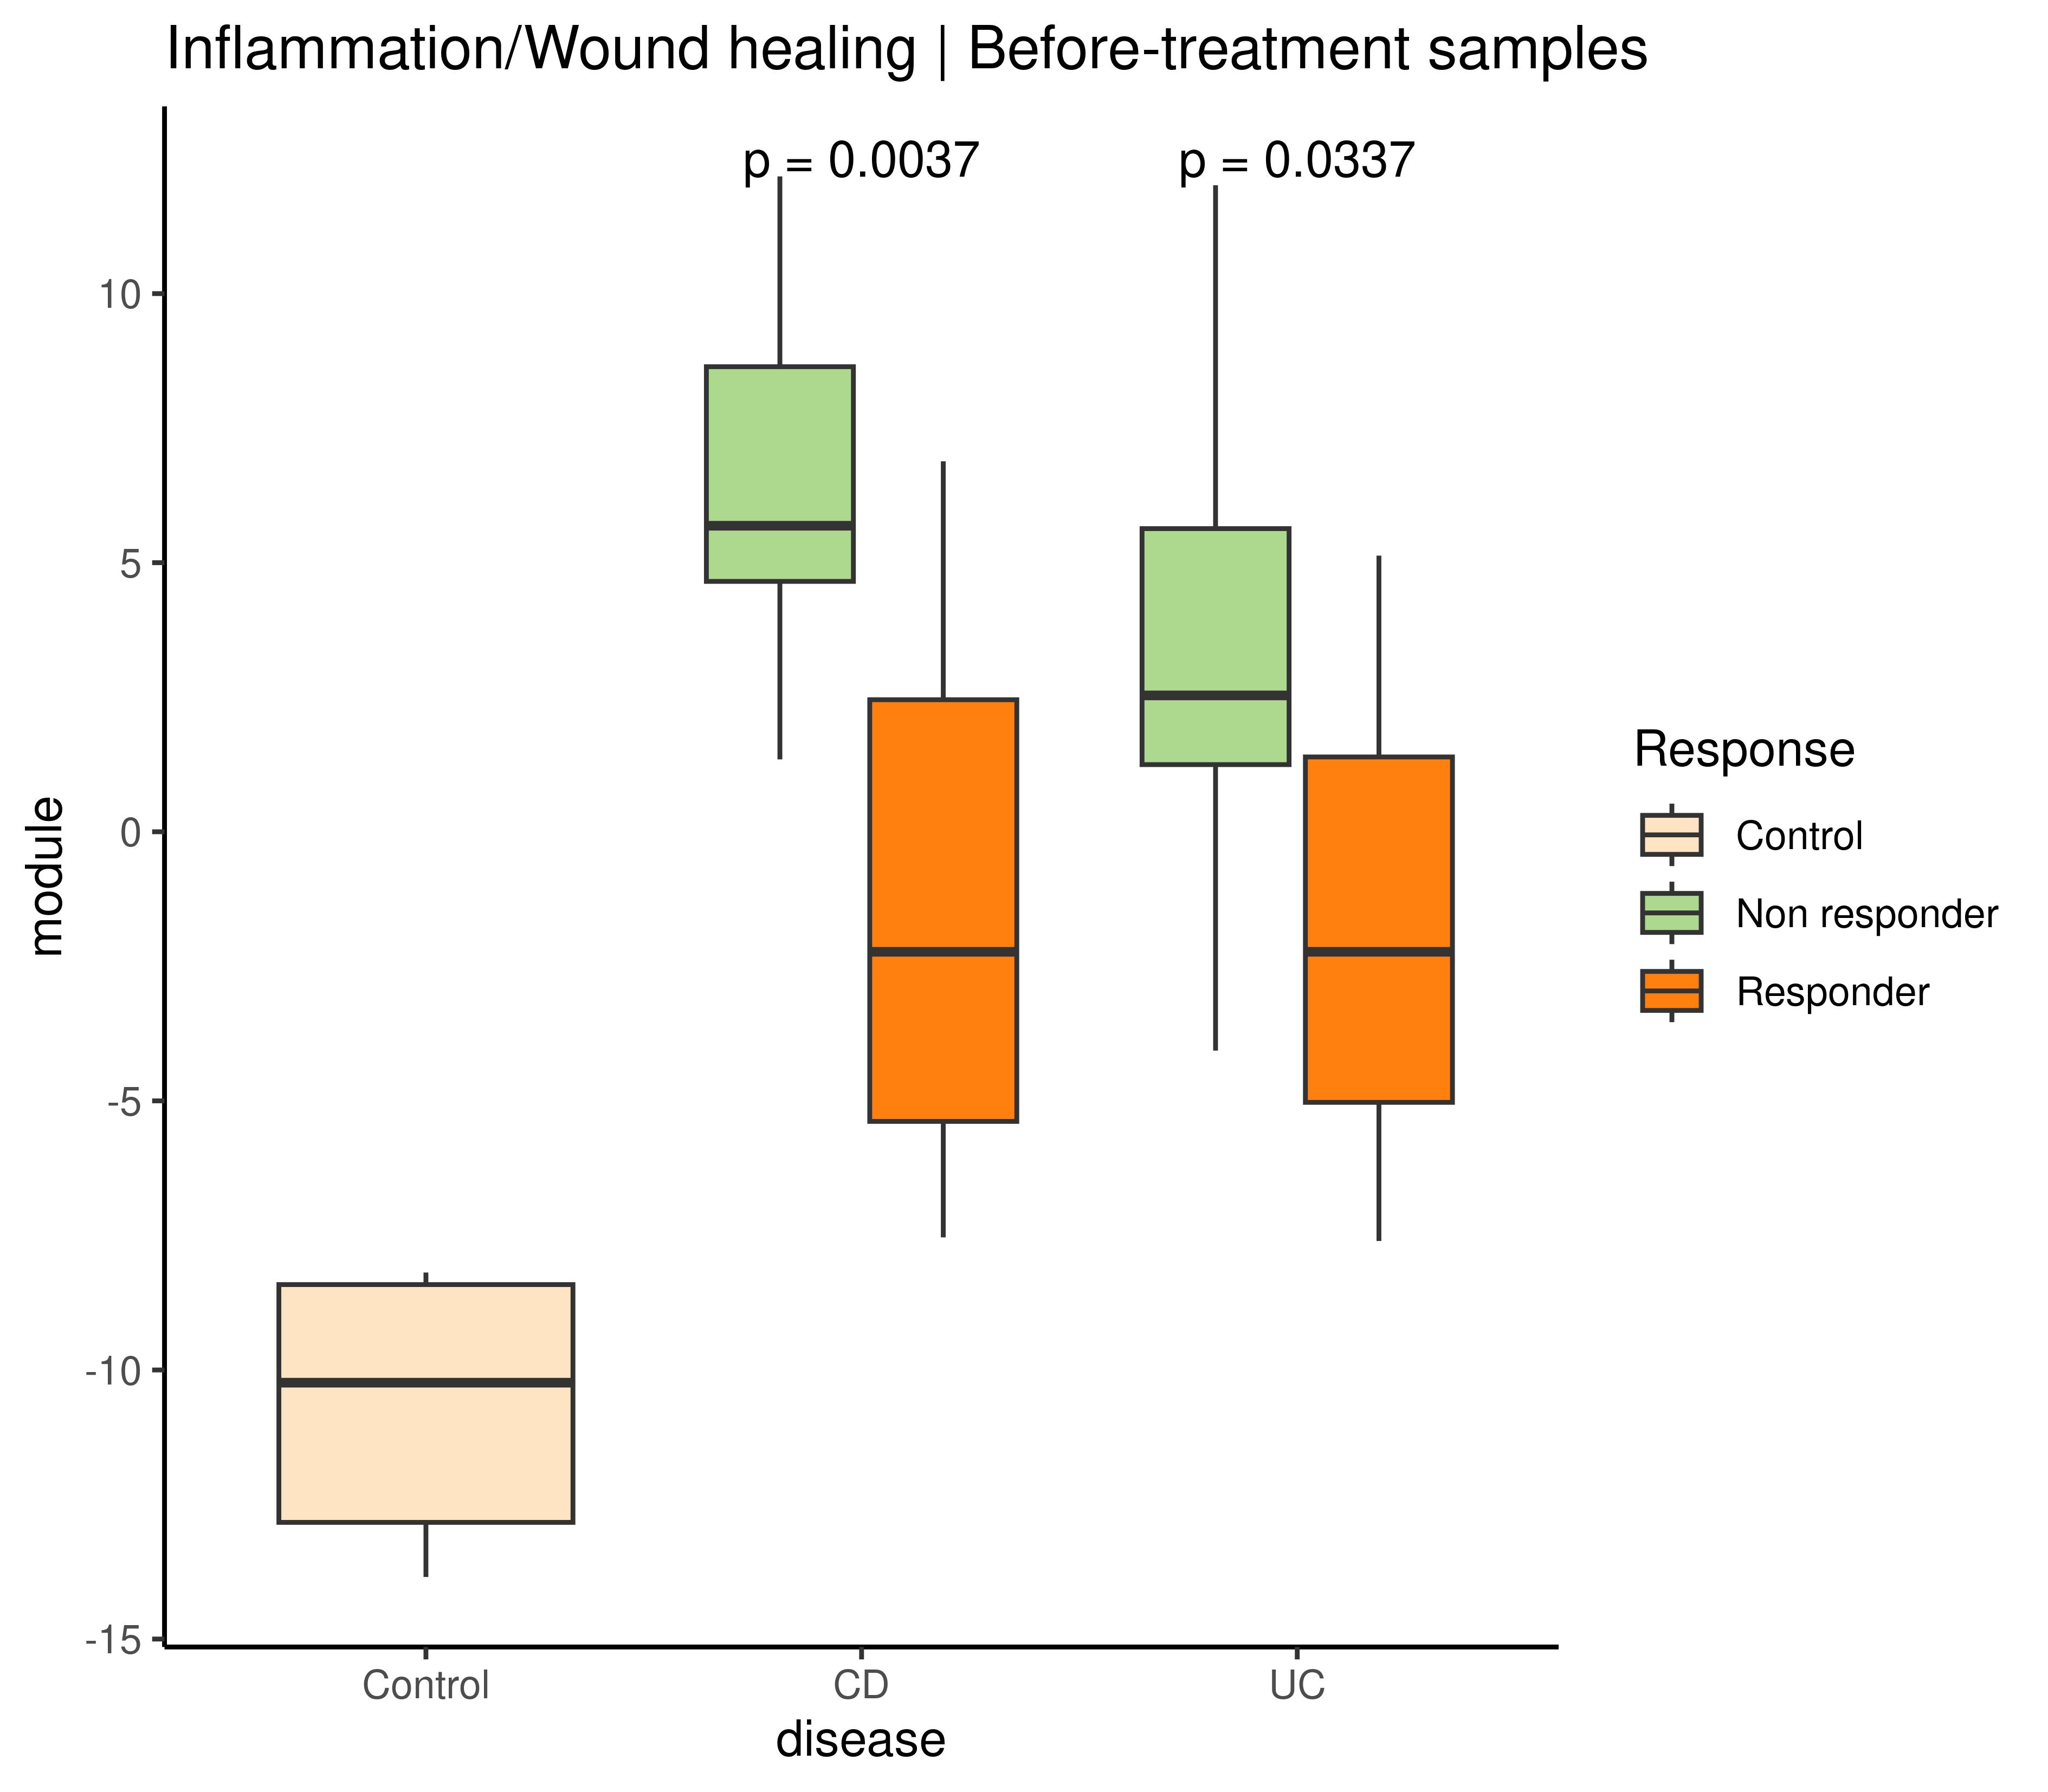 Inflammation/Wound healing | Before-treatment samples
p = 0.0037
p = 0.0337
10
5
0
-5
-10
-15
module
Control
CD
UC
disease
Response
Control
Non responder
Responder